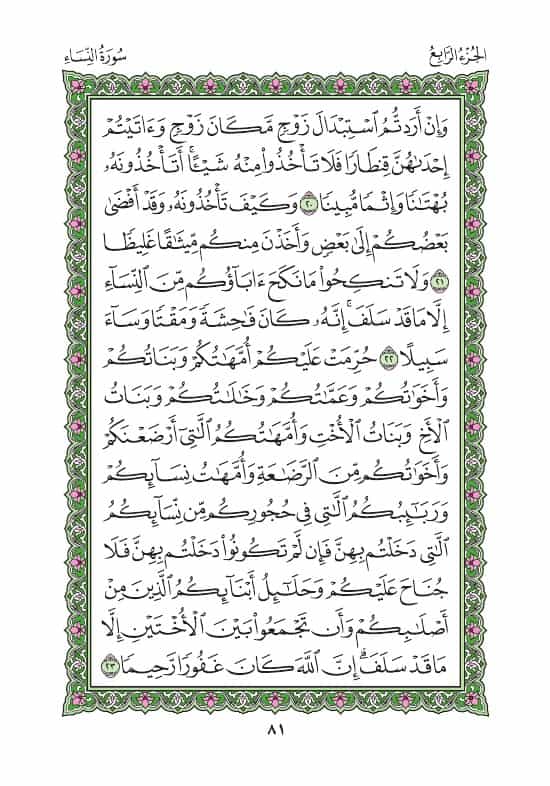 الجُزْءُ الرَّابِعُ سُورَةُ النِّسَاءِ
وَإِنْ أَرَدتُّمُ ٱسْتِبْدَالَ زَوْجٍ مَّكَانَ زَوْجٍ وَءَاتَيْتُمْ
إِحْدَىٰهُنَّ قِنطَارًا فَلَا تَأْخُذُوا۟ مِنْهُ شَيْـًٔا ۚ أَتَأْخُذُونَهُۥ
بُهْتَـٰنًا وَإِثْمًا مُّبِينًا ٢٠ وَكَيْفَ تَأْخُذُونَهُۥ وَقَدْ أَفْضَىٰ
بَعْضُكُمْ إِلَىٰ بَعْضٍ وَأَخَذْنَ مِنكُم مِّيثَـٰقًا غَلِيظًا
٢١ وَلَا تَنكِحُوا۟ مَا نَكَحَ ءَابَآؤُكُم مِّنَ ٱلنِّسَآءِ
إِلَّا مَا قَدْ سَلَفَ ۚ إِنَّهُۥ كَانَ فَـٰحِشَةً وَمَقْتًا وَسَآءَ
سَبِيلًا ٢٢ حُرِّمَتْ عَلَيْكُمْ أُمَّهَـٰتُكُمْ وَبَنَاتُكُمْ
وَأَخَوَٰتُكُمْ وَعَمَّـٰتُكُمْ وَخَـٰلَـٰتُكُمْ وَبَنَاتُ
ٱلْأَخِ وَبَنَاتُ ٱلْأُخْتِ وَأُمَّهَـٰتُكُمُ ٱلَّـٰتِىٓ أَرْضَعْنَكُمْ
وَأَخَوَٰتُكُم مِّنَ ٱلرَّضَـٰعَةِ وَأُمَّهَـٰتُ نِسَآئِكُمْ
وَرَبَـٰٓئِبُكُمُ ٱلَّـٰتِى فِى حُجُورِكُم مِّن نِّسَآئِكُمُ
ٱلَّـٰتِى دَخَلْتُم بِهِنَّ فَإِن لَّمْ تَكُونُوا۟ دَخَلْتُم بِهِنَّ فَلَا
جُنَاحَ عَلَيْكُمْ وَحَلَـٰٓئِلُ أَبْنَآئِكُمُ ٱلَّذِينَ مِنْ
أَصْلَـٰبِكُمْ وَأَن تَجْمَعُوا۟ بَيْنَ ٱلْأُخْتَيْنِ إِلَّا
مَا قَدْ سَلَفَ ۗ إِنَّ ٱللَّهَ كَانَ غَفُورًا رَّحِيمًا ٢٣
٨١